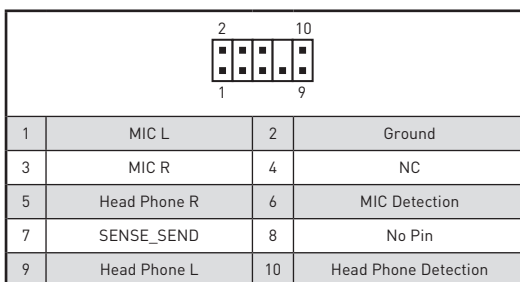 2 10
1 9
1 MIC L 2 Ground
3 MIC R 4 NC
5 Head Phone R 6 MIC Detection
7 SENSE_SEND 8 No Pin
9 Head Phone L 10 Head Phone Detection